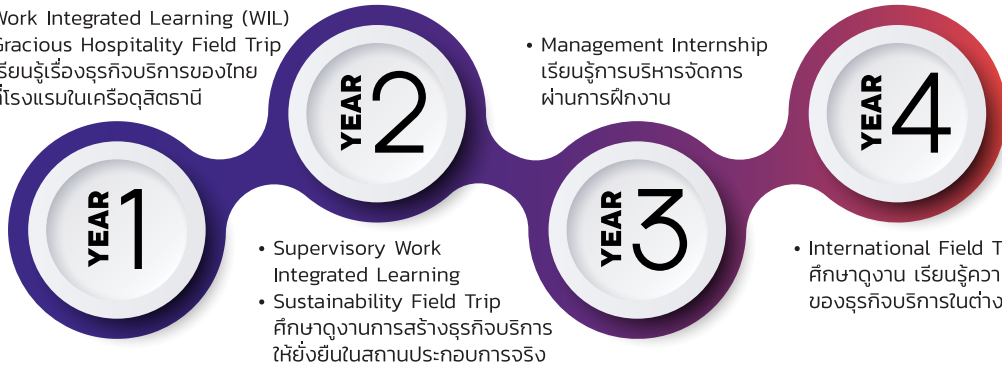 Work Integrated Learning (WIL)
Gracious Hospitality Field Trip
เรียนรู้เรื่องธุรกิจบริการของไทย
ที่โรงแรมในเครือดุสิตธานี
YEAR 1
YEAR 2
• Supervisory Work
Integrated Learning
• Sustainability Field Trip
ศึกษาดูงานการสร้างธุรกิจบริการ
ให้ยั่งยืนในสถานประกอบการจริง
• Management Internship
เรียนรู้การบริหารจัดการ
ผ่านการฝึกงาน
YEAR 3
YEAR 4
• International Field
ศึกษาดูงาน เรียนรู้
ของธุรกิจบริการในต่าง